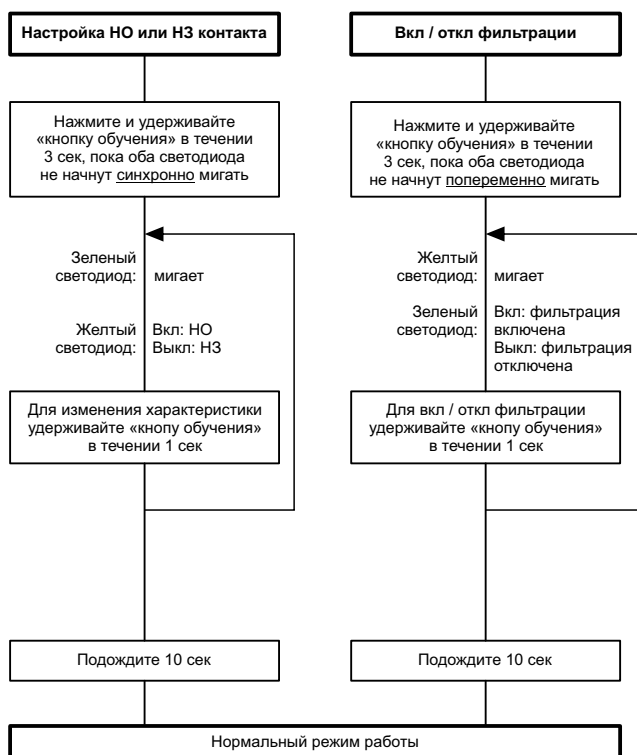 Настройка НО или НЗ контакта
Нажмите и удерживайте
«кнопку обучения» в течении
3 сек, пока оба светодиода
не начнут синхронно мигать
Зеленый
светодиод: мигает
Желтый Вкл: НО
светодиод: Выкл: НЗ
Для изменения характеристики
удерживайте «кнопу обучения»
в течении 1 сек
Подождите 10 сек
Вкл / откл фильтрации
Нажмите и удерживайте
«кнопку обучения» в течении
3 сек, пока оба светодиода
не начнут попеременно мигать
Желтый
светодиод: мигает
Зеленый Вкл: фильтрация
светодиод: включена
Выкл: фильтрация
отключена
Для вкл / откл фильтрации
удерживайте «кнопу обучения»
в течении 1 сек
Подождите 10 сек
Нормальный режим работы